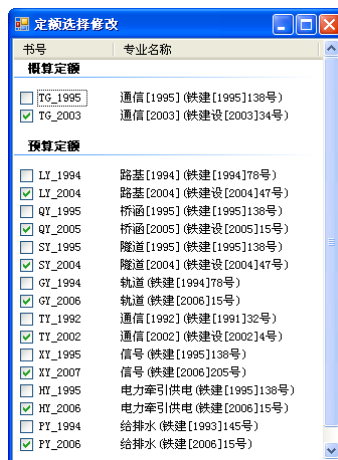 定额选择修改
书号 专业名称
概算定额
TG_1995 通信[1995](铁建[1995]138号)
TG_2003 通信[2003](铁建设[2003]34号)
预算定额
LY_1994 路基[1994](铁建[1994]78号)
LY_2004 路基[2004](铁建设[2004]47号)
QY_1995 桥涵[1995](铁建[1995]138号)
QY_2005 桥涵[2005](铁建设[2005]15号)
SY_1995 隧道[1995](铁建[1995]138号)
SY_2004 隧道[2004](铁建设[2004]47号)
GY_1994 轨道(铁建[1994]78号)
GY_2006 轨道(铁建[2006]15号)
TY_1992 通信[1992](铁建[1991]32号)
TY_2002 通信[2002](铁建设[2002]4号)
XY_1995 信号(铁建[1995]138号)
XY_2007 信号(铁建[2006]205号)
HY_1995 电力牵引供电(铁建[1995]138号)
HY_2006 电力牵引供电(铁建[2006]15号)
PY_1994 给排水(铁建[1993]145号)
PY_2006 给排水(铁建[2006]15号)